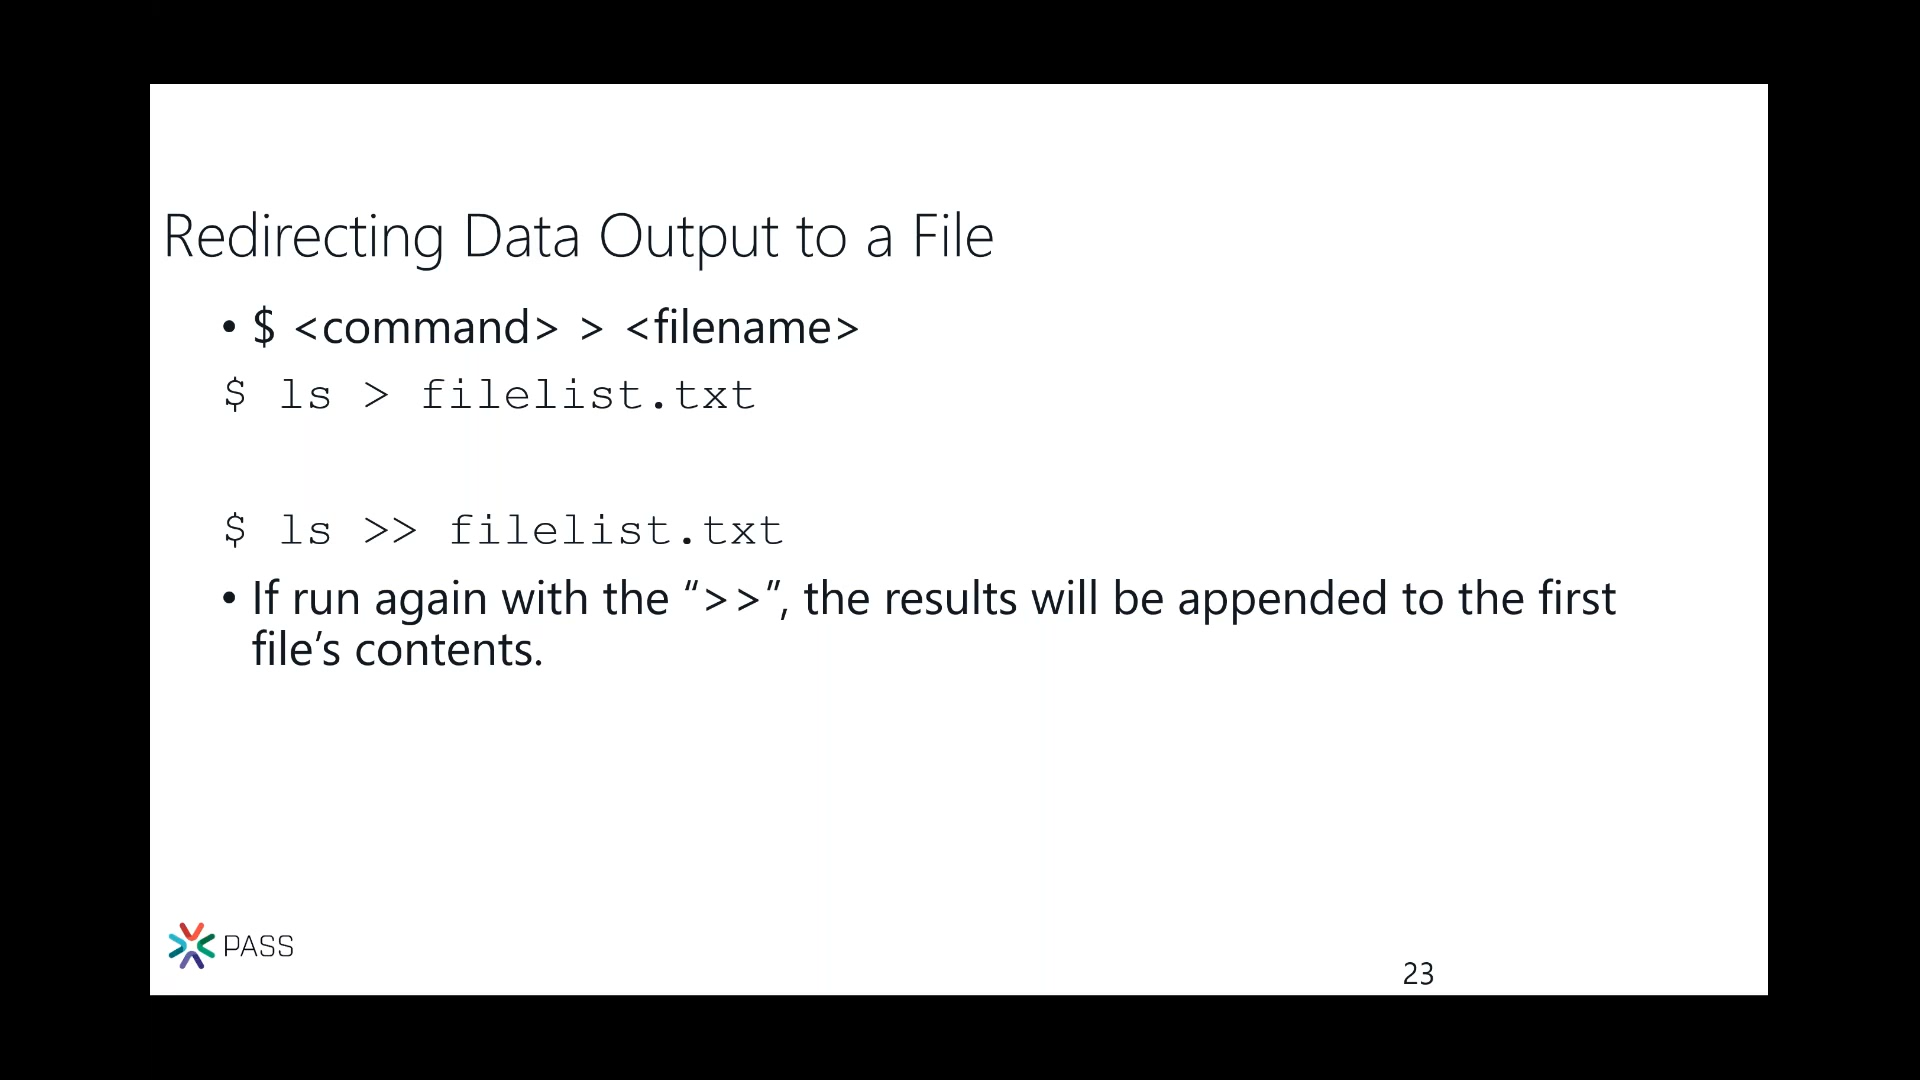 Redirecting Data Output to a File
• $ <command> > <filename>
$ ls > filelist.txt
$ ls >> filelist.txt
• If run again with the “>>”, the results will be appended to the first
file’s contents.
PASS
23